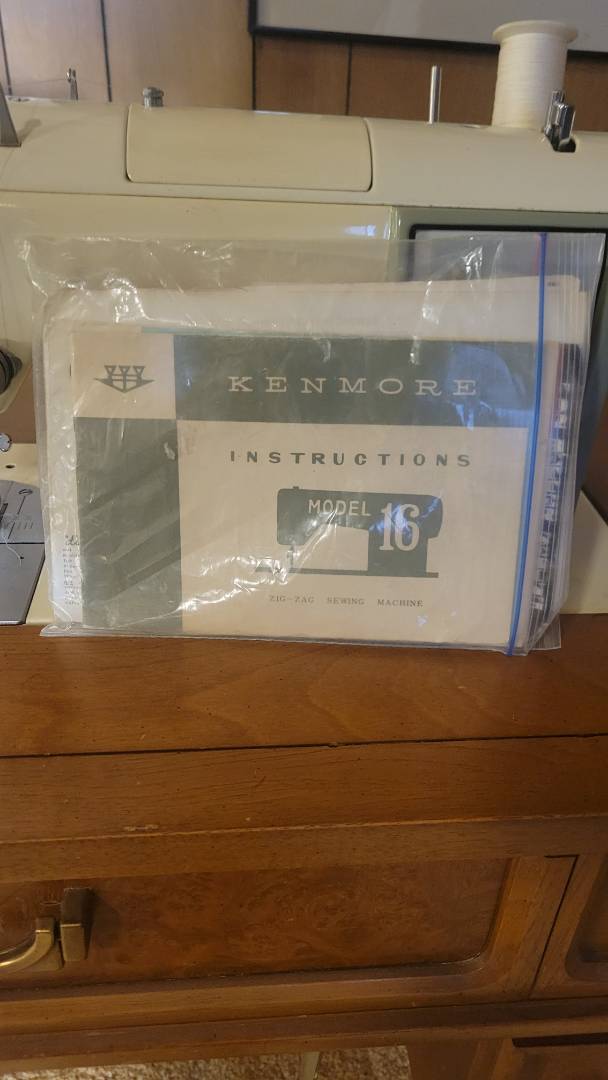 KENMORE
INSTRUCTIONS
MODEL 16
ZIG-ZAG SEWING MACHINE